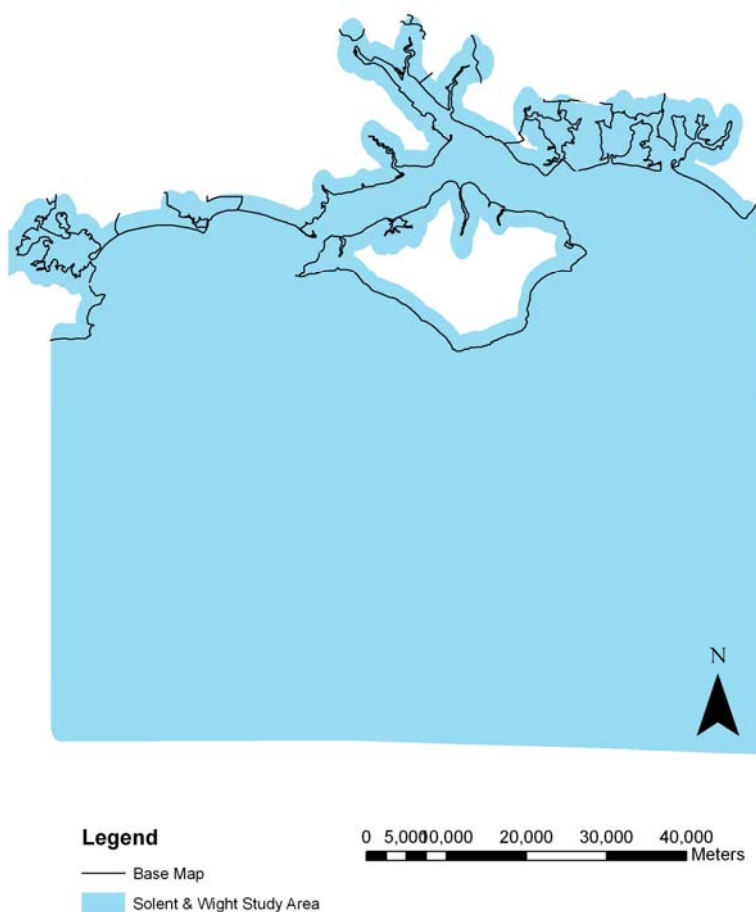 N
Legend
0 5,000 10,000 20,000 30,000 40,000
Meters
Base Map
Solent & Wight Study Area